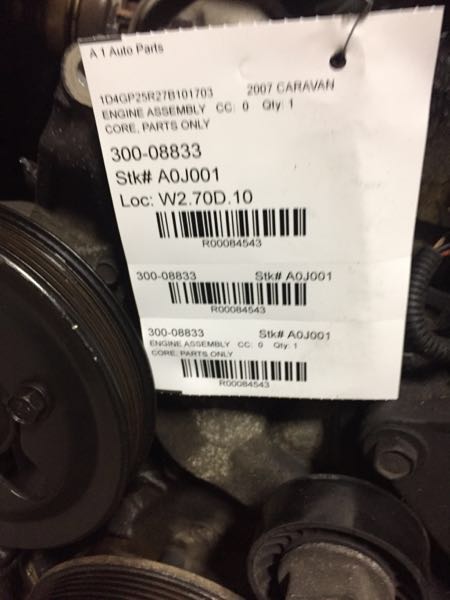 A 1 Auto Parts
1D4GP25R27B101703 2007 CARAVAN
ENGINE ASSEMBLY CC: 0 Qty: 1
CORE, PARTS ONLY
300-08833
Stk# A0J001
Loc: W2.70D.10
R00084543
300-08833 Stk# A0J001
R00084543
300-08833 Stk# A0J001
ENGINE ASSEMBLY CC: 0 Qty: 1
CORE, PARTS ONLY
R00084543